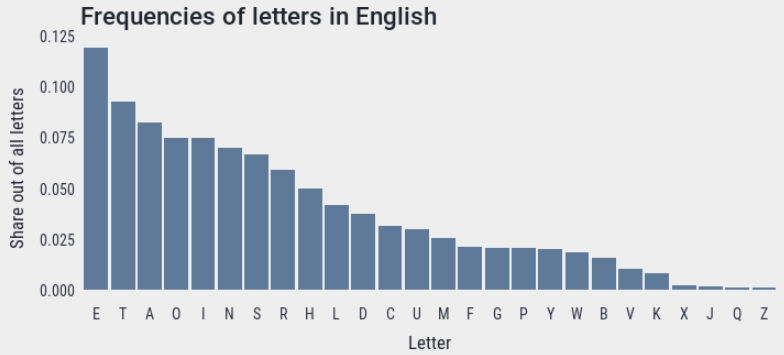 Frequencies of letters in English
Share out of all letters
0.125
0.100
0.075
0.050
0.025
0.000
E T A O I N S R H L D C U M F G P Y W B V K X J Q Z
Letter